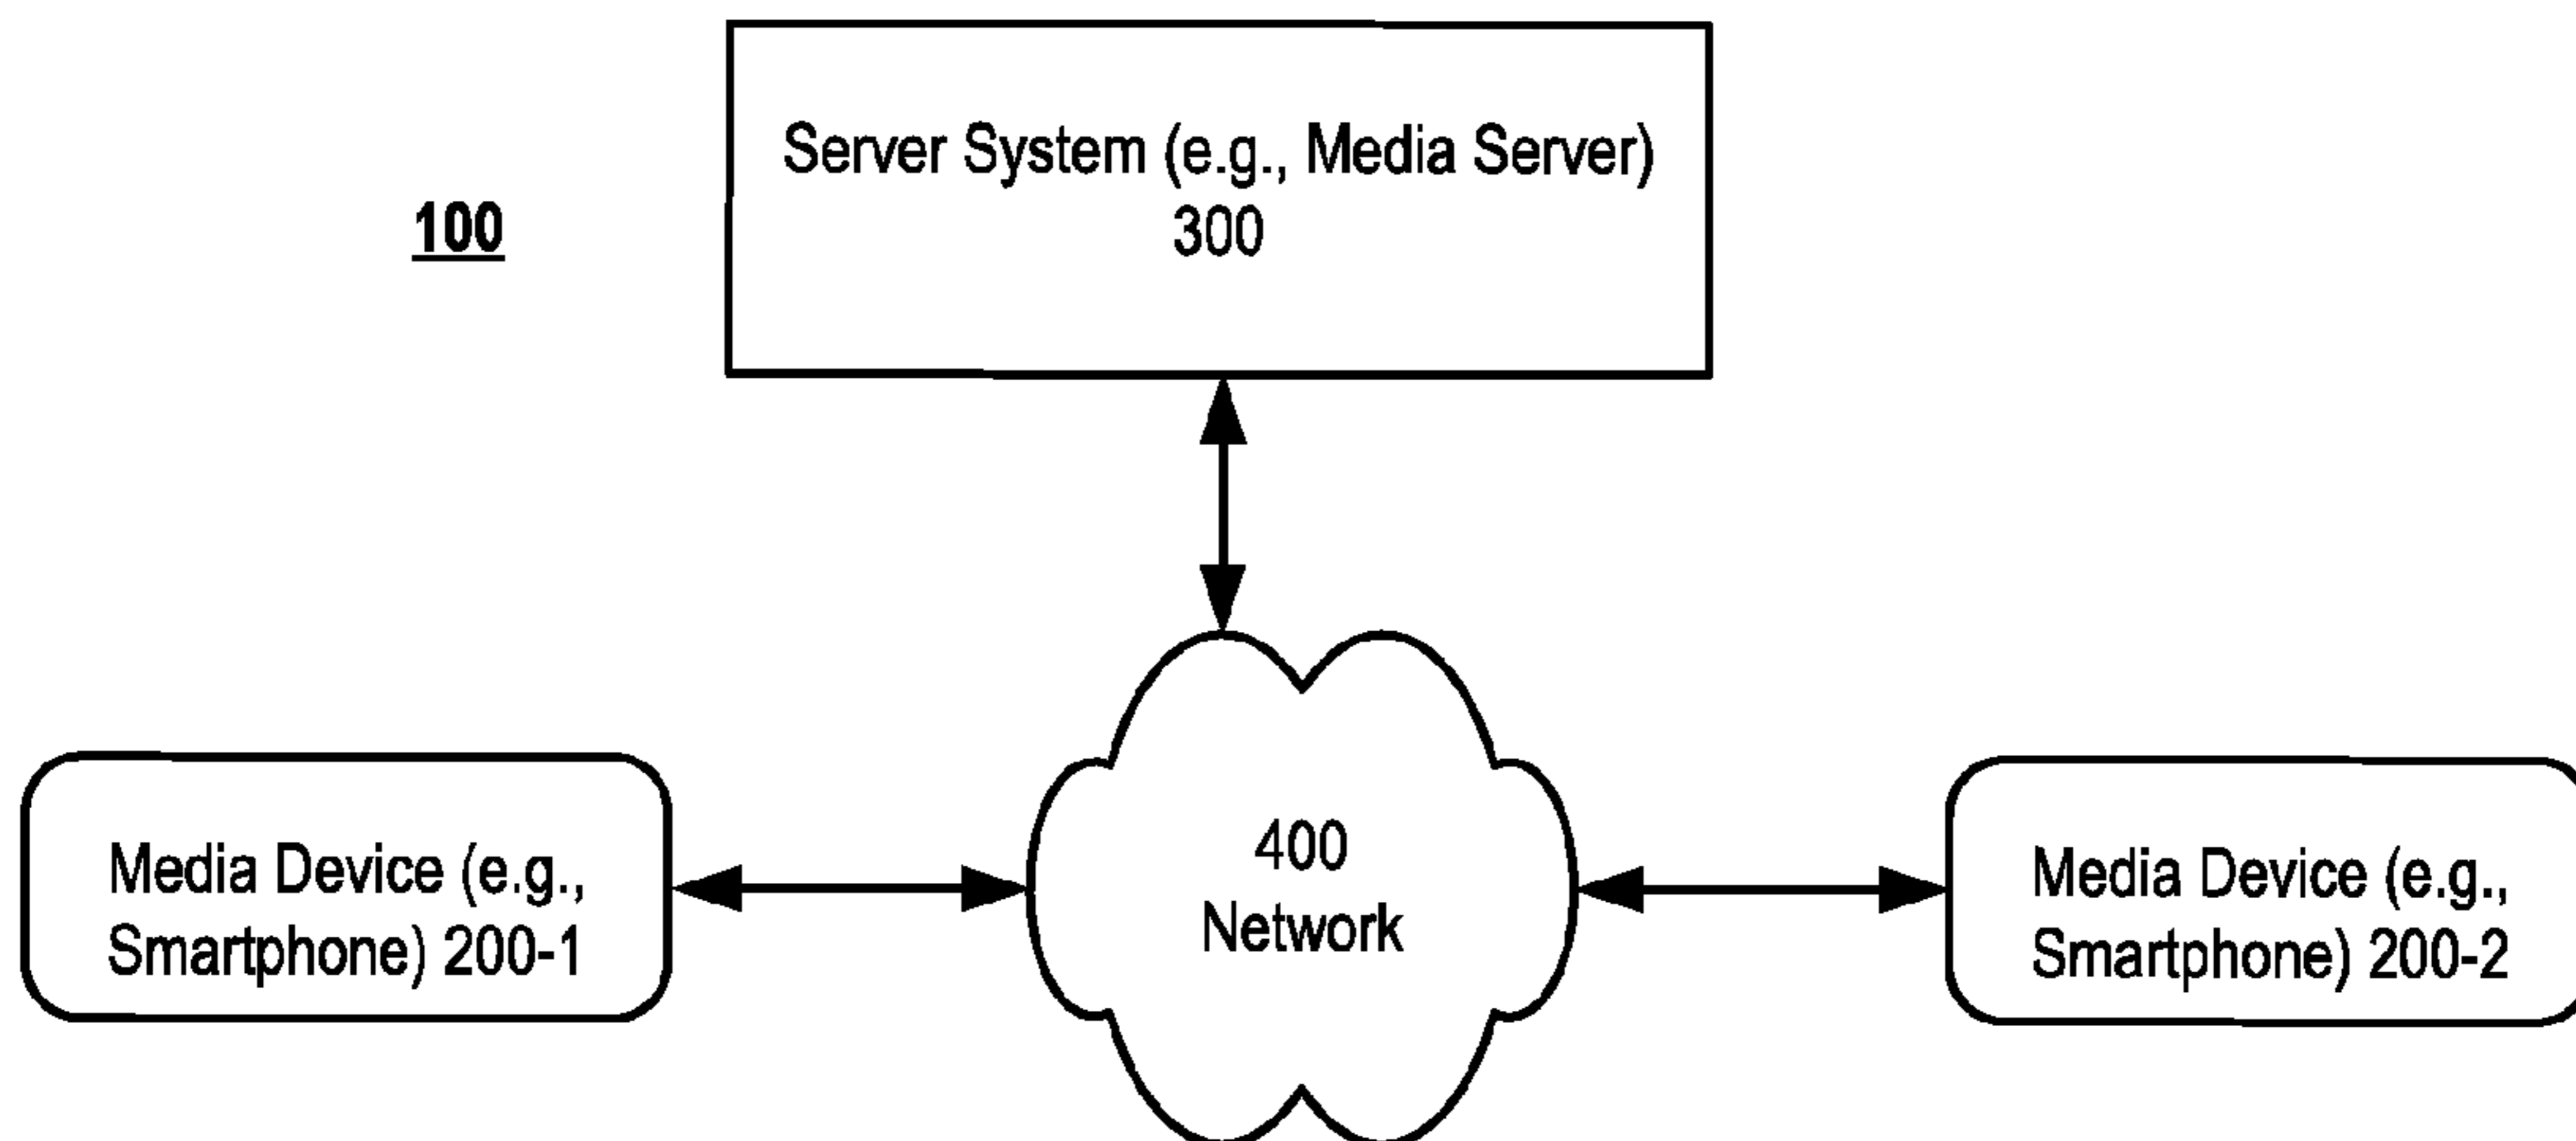 Server System (e.g., Media Server)
300
100
400
Network
Media Device (e.g.,
Smartphone) 200-1
Media Device (e.g.,
Smartphone) 200-2